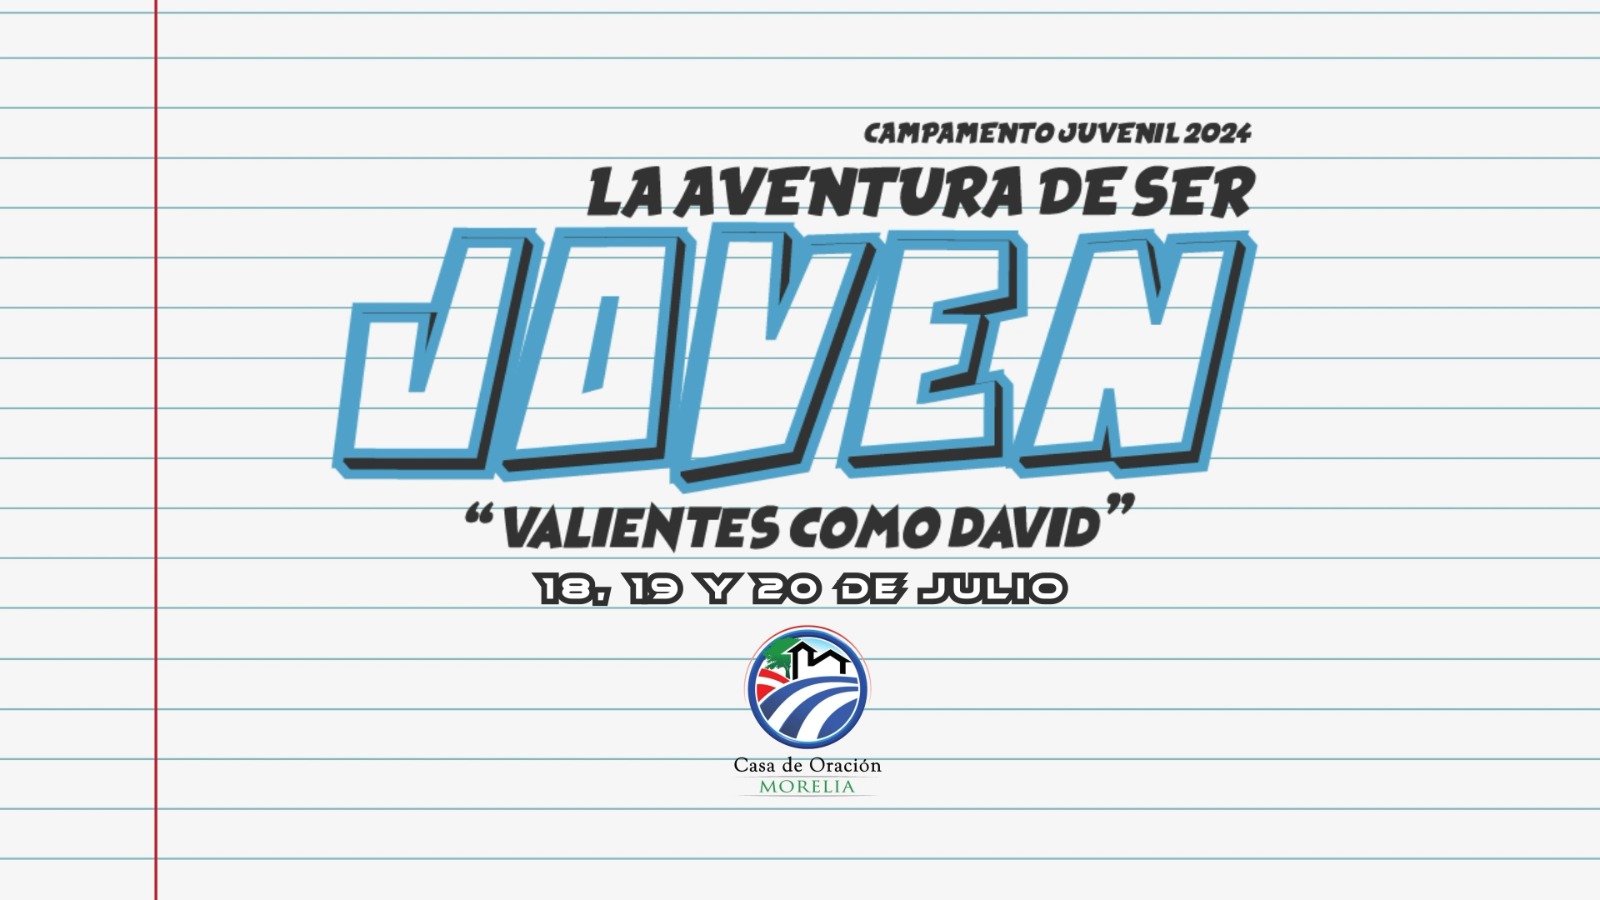 CAMPAMENTO JUVENIL 2024
LA AVENTURA DE SER
JOVEN
“VALIENTES COMO DAVID”
18, 19 Y 20 DE JULIO
Casa de Oración
MORELIA